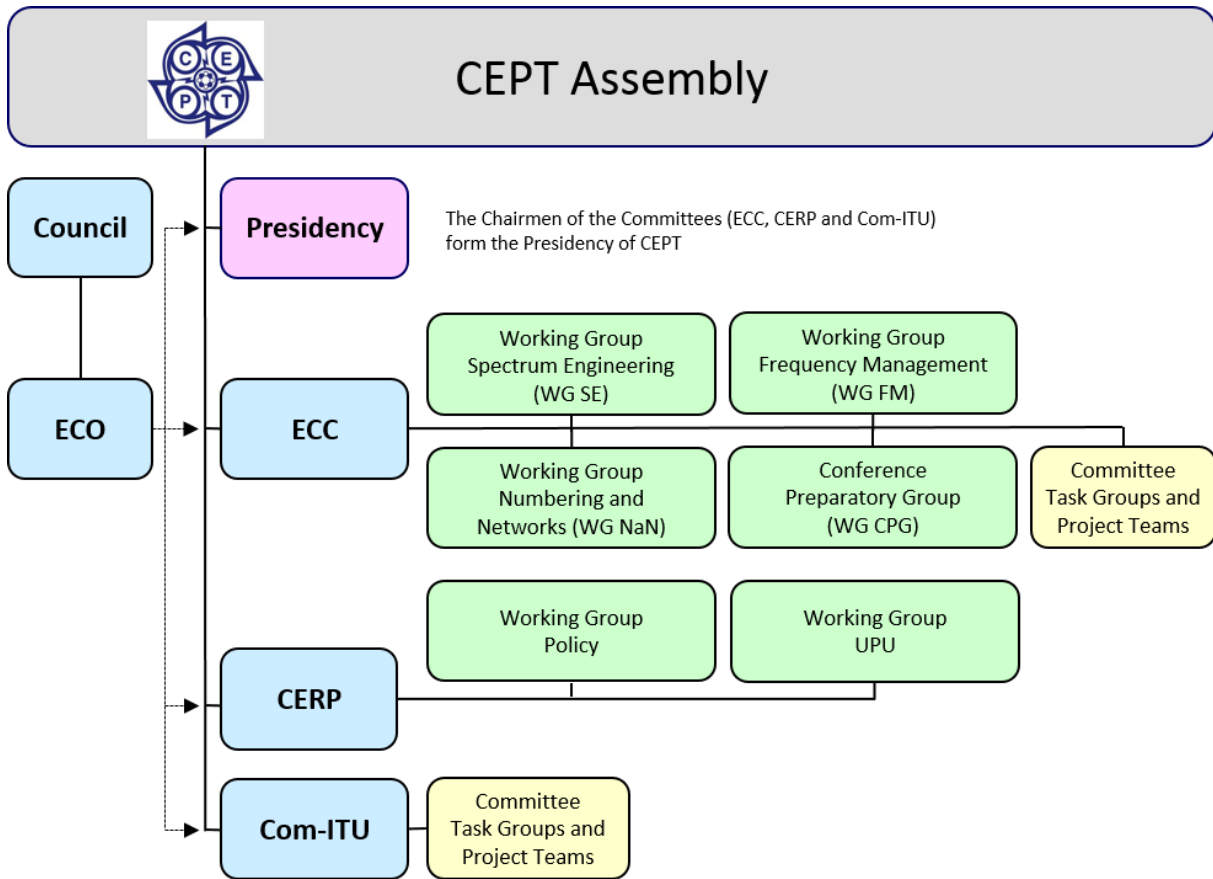 C E
P T
CEPT Assembly
Council
Presidency
The Chairmen of the Committees (ECC, CERP and Com-ITU)
form the Presidency of CEPT
ECO
ECC
Working Group
Spectrum Engineering
(WG SE)
Working Group
Frequency Management
(WG FM)
Working Group
Numbering and
Networks (WG NaN)
Conference
Preparatory Group
(WG CPG)
Committee
Task Groups and
Project Teams
CERP
Working Group
Policy
Working Group
UPU
Com-ITU
Committee
Task Groups and
Project Teams